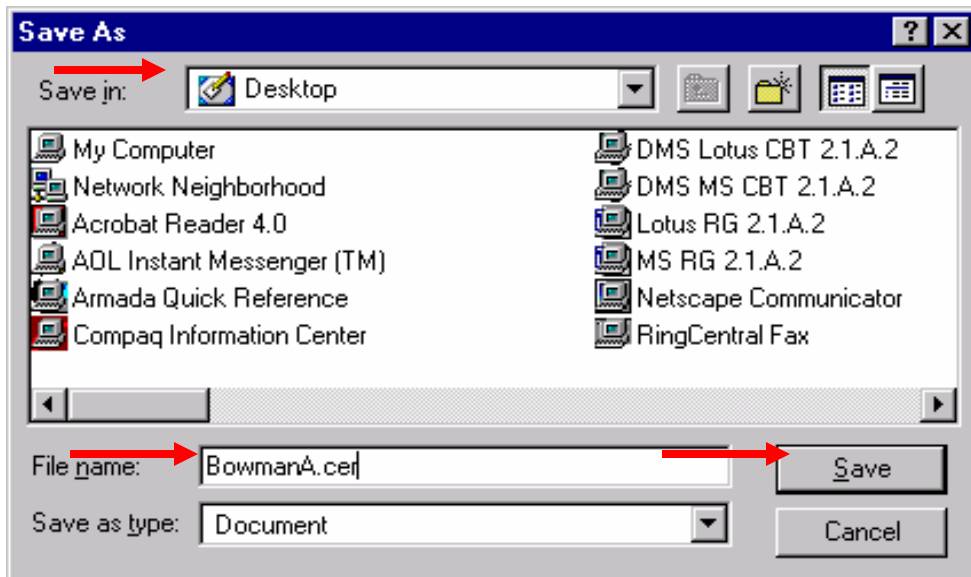 Save As
Save in: Desktop
My Computer
Network Neighborhood
Acrobat Reader 4.0
AOL Instant Messenger (TM)
Armada Quick Reference
Compaq Information Center
DMS Lotus CBT 2.1.A.2
DMS MS CBT 2.1.A.2
Lotus RG 2.1.A.2
MS RG 2.1.A.2
Netscape Communicator
RingCentral Fax
File name: BowmanA.cer
Save
Save as type: Document
Cancel